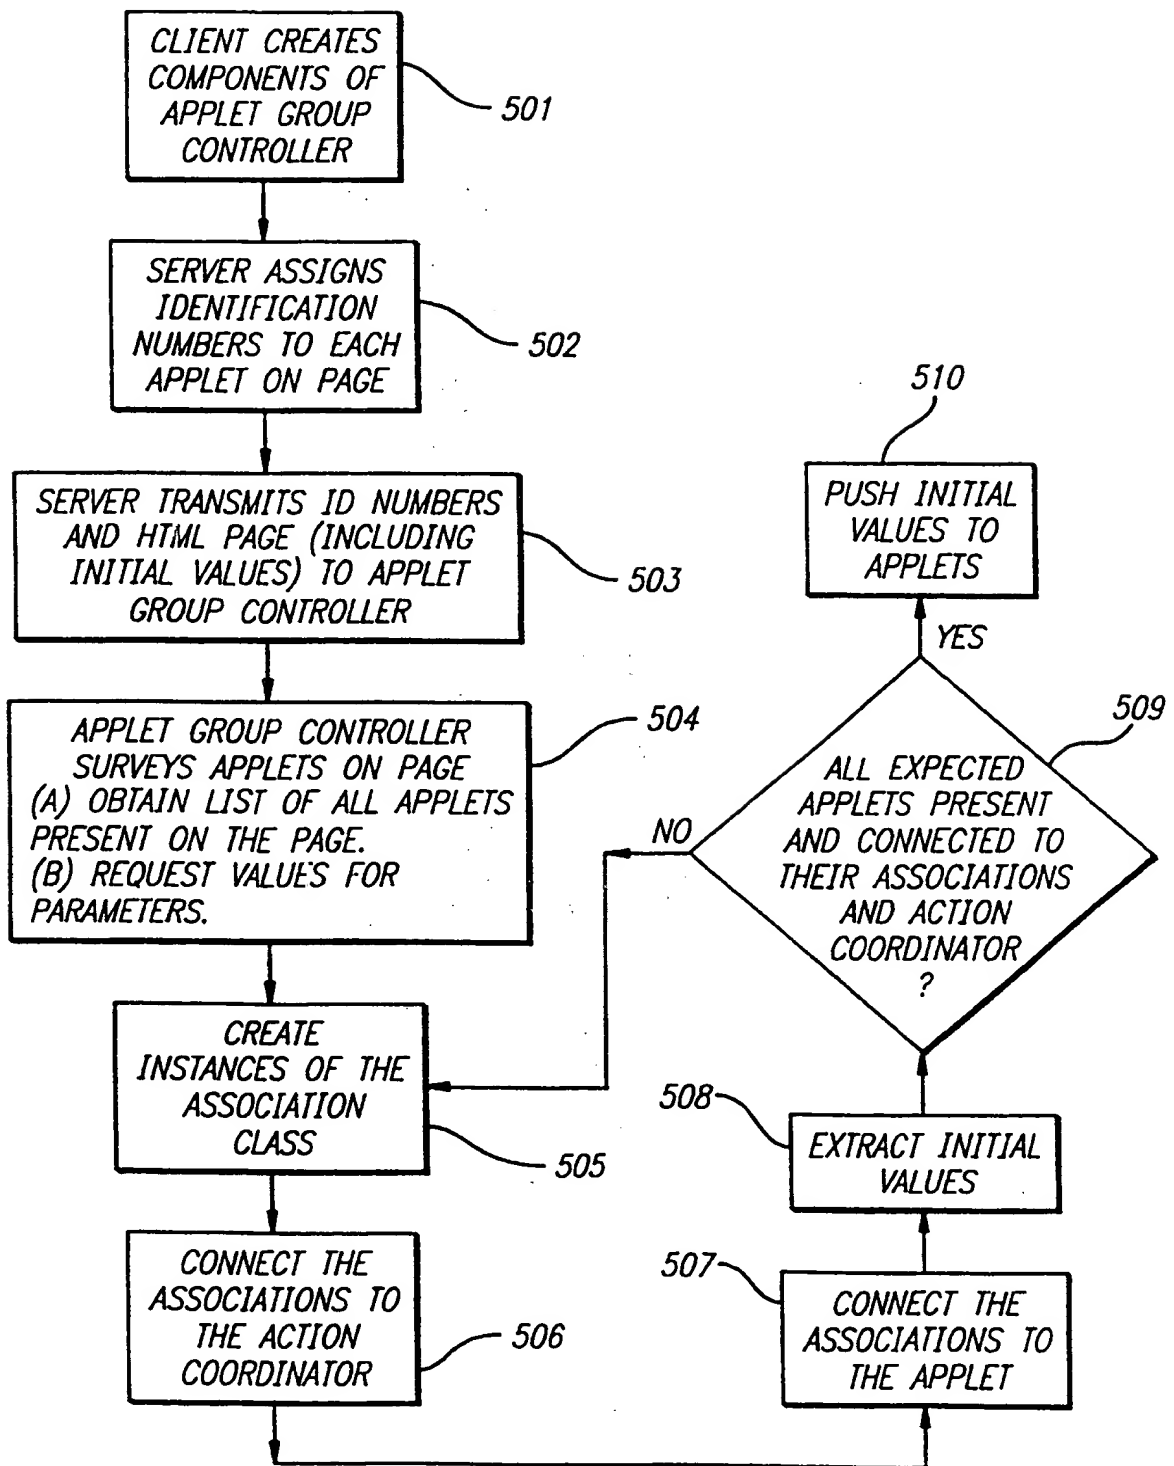 CLIENT CREATES
COMPONENTS OF
APPLET GROUP
CONTROLLER
501
SERVER ASSIGNS
IDENTIFICATION
NUMBERS TO EACH
APPLET ON PAGE
502
SERVER TRANSMITS ID NUMBERS
AND HTML PAGE (INCLUDING
INITIAL VALUES) TO APPLET
GROUP CONTROLLER
503
APPLET GROUP CONTROLLER
SURVEYS APPLETS ON PAGE
(A) OBTAIN LIST OF ALL APPLETS
PRESENT ON THE PAGE.
(B) REQUEST VALUES FOR
PARAMETERS.
504
CREATE
INSTANCES OF THE
ASSOCIATION
CLASS
505
CONNECT THE
ASSOCIATIONS TO
THE ACTION
COORDINATOR
506
507
CONNECT THE
ASSOCIATIONS TO
THE APPLET
508
EXTRACT INITIAL
VALUES
509
ALL EXPECTED
APPLETS PRESENT
AND CONNECTED TO
THEIR ASSOCIATIONS
AND ACTION
COORDINATOR
?
NO
YES
510
PUSH INITIAL
VALUES TO
APPLETS